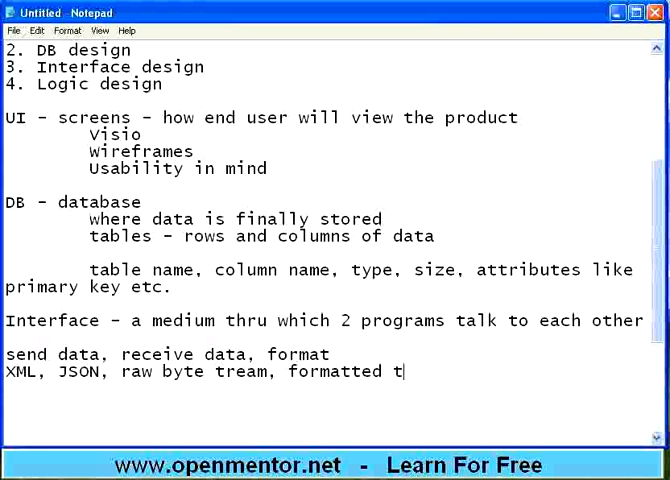 Untitled - Notepad
File Edit Format View Help
2. DB design
3. Interface design
4. Logic design
UI - screens - how end user will view the product
Visio
Wireframes
Usability in mind
DB - database
where data is finally stored
tables - rows and columns of data
table name, column name, type, size, attributes like
primary key etc.
Interface - a medium thru which 2 programs talk to each other
send data, receive data, format
XML, JSON, raw byte tream, formatted t
www.openmentor.net - Learn For Free